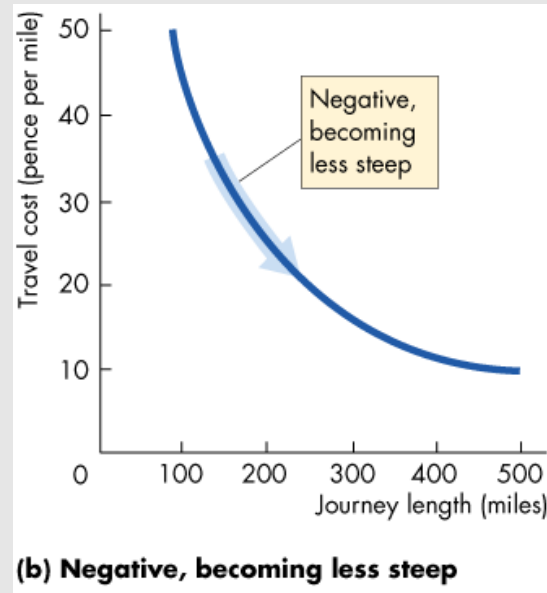 Travel cost (pence per mile)
50
40
30
20
10
0
Negative,
becoming
less steep
100 200 300 400 500
Journey length (miles)
(b) Negative, becoming less steep